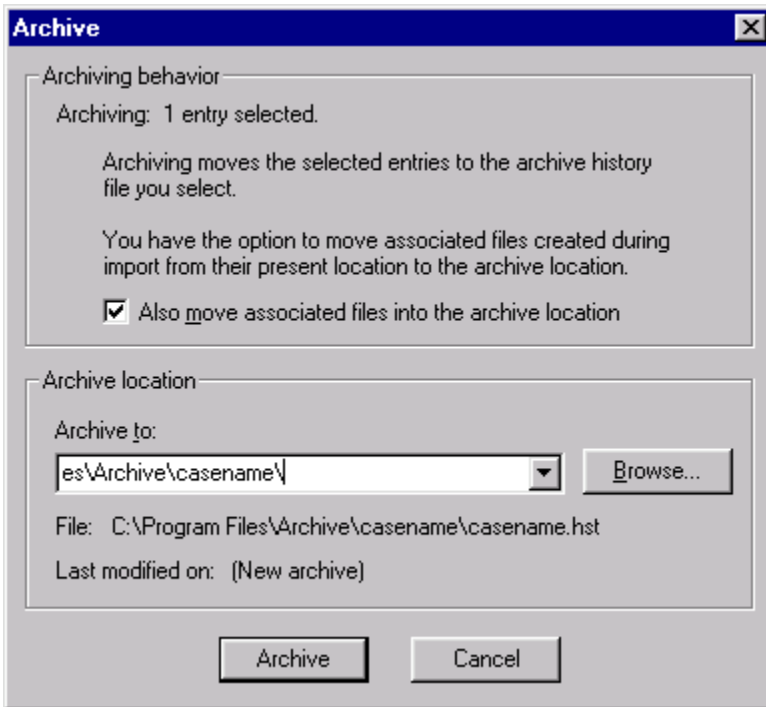 Archive
Archiving behavior
Archiving: 1 entry selected.
Archiving moves the selected entries to the archive history
file you select.
You have the option to move associated files created during
import from their present location to the archive location.
Also move associated files into the archive location
Archive location
Archive to:
es\Archive\casename\
Browse...
File: C:\Program Files\Archive\casename\casename.hst
Last modified on: (New archive)
Archive
Cancel